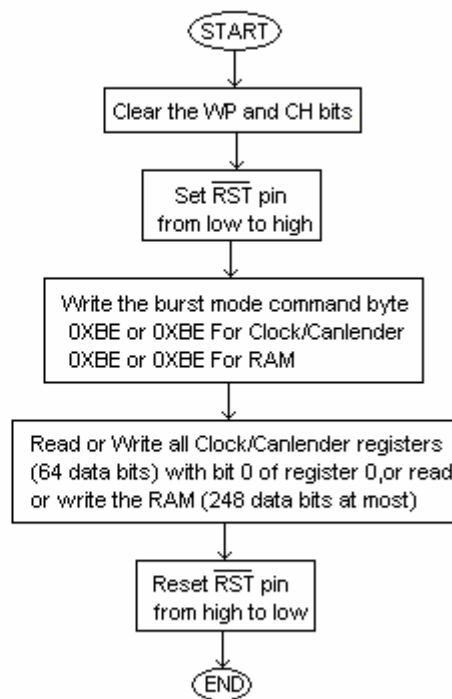 START
Clear the WP and CH bits
Set RST pin
from low to high
Write the burst mode command byte
0XBE or 0XBE For Clock/Canlender
0XBE or 0XBE For RAM
Read or Write all Clock/Canlender registers
(64 data bits) with bit 0 of register 0,or read
or write the RAM (248 data bits at most)
Reset RST pin
from high to low
END